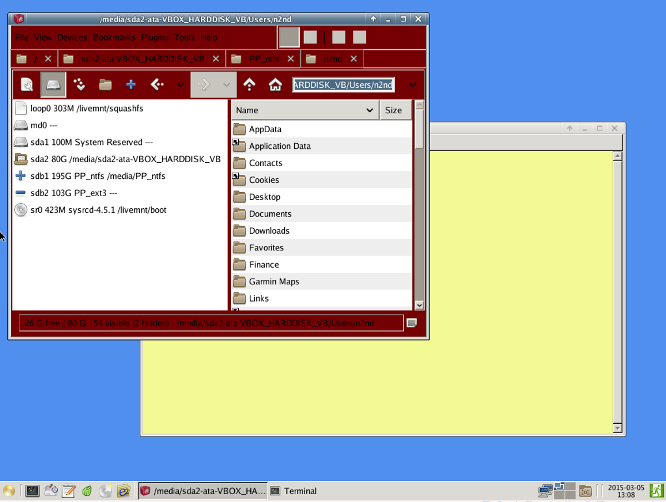 /media/sda2-ata-VBOX_HARDDISK_VB/Users/n2nd
File View Devices Bookmarks Plugins Tools Help
/ sda2-ata-VBOX_HARDDISK_VB PP_ntfs n2nd
ARDDISK_VB/Users/n2nd
loop0 303M /livemnt/squashfs
md0 ---
sda1 100M System Reserved ---
sda2 80G /media/sda2-ata-VBOX_HARDDISK_VB
sdb1 195G PP_ntfs /media/PP_ntfs
sdb2 103G PP_ext3 ---
sr0 423M sysrcd-4.5.1 /livemnt/boot
Name Size
AppData
Application Data
Contacts
Cookies
Desktop
Documents
Downloads
Favorites
Finance
Garmin Maps
Links
26 G free / 80 G 54 visible (2 hidden) /media/sda2-ata-VBOX_HARDDISK_VB/Users/n2nd
/media/sda2-ata-VBOX_HA...
Terminal
2015-03-05
13:08